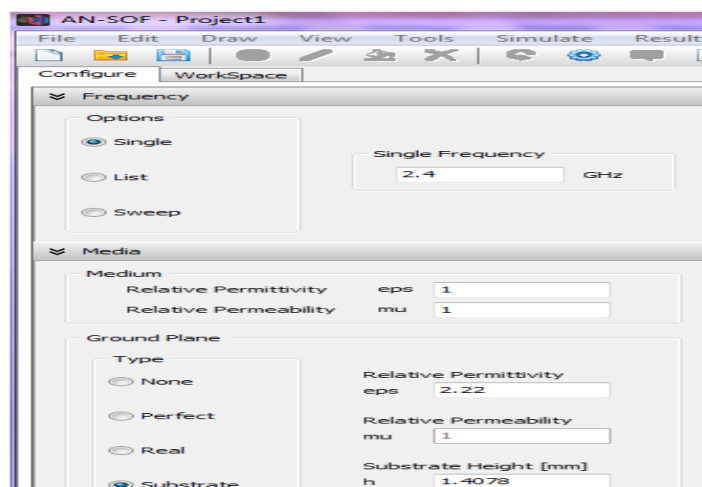 AN-SOF - Project1
File Edit Draw View Tools Simulate Result
Configure WorkSpace
Frequency
Options
Single
Single Frequency
2.4 GHz
List
Sweep
Media
Medium
Relative Permittivity eps 1
Relative Permeability mu 1
Ground Plane
Type
None
Relative Permittivity
eps 2.22
Perfect
Relative Permeability
mu 1
Real
Substrate Height [mm]
Substrate h 1.4078